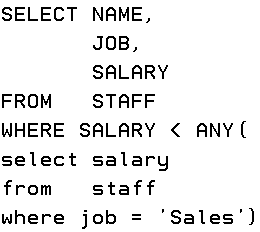 SELECT NAME,
       JOB,
       SALARY
FROM   STAFF
WHERE SALARY < ANY(
select salary
from   staff
where job = 'Sales')